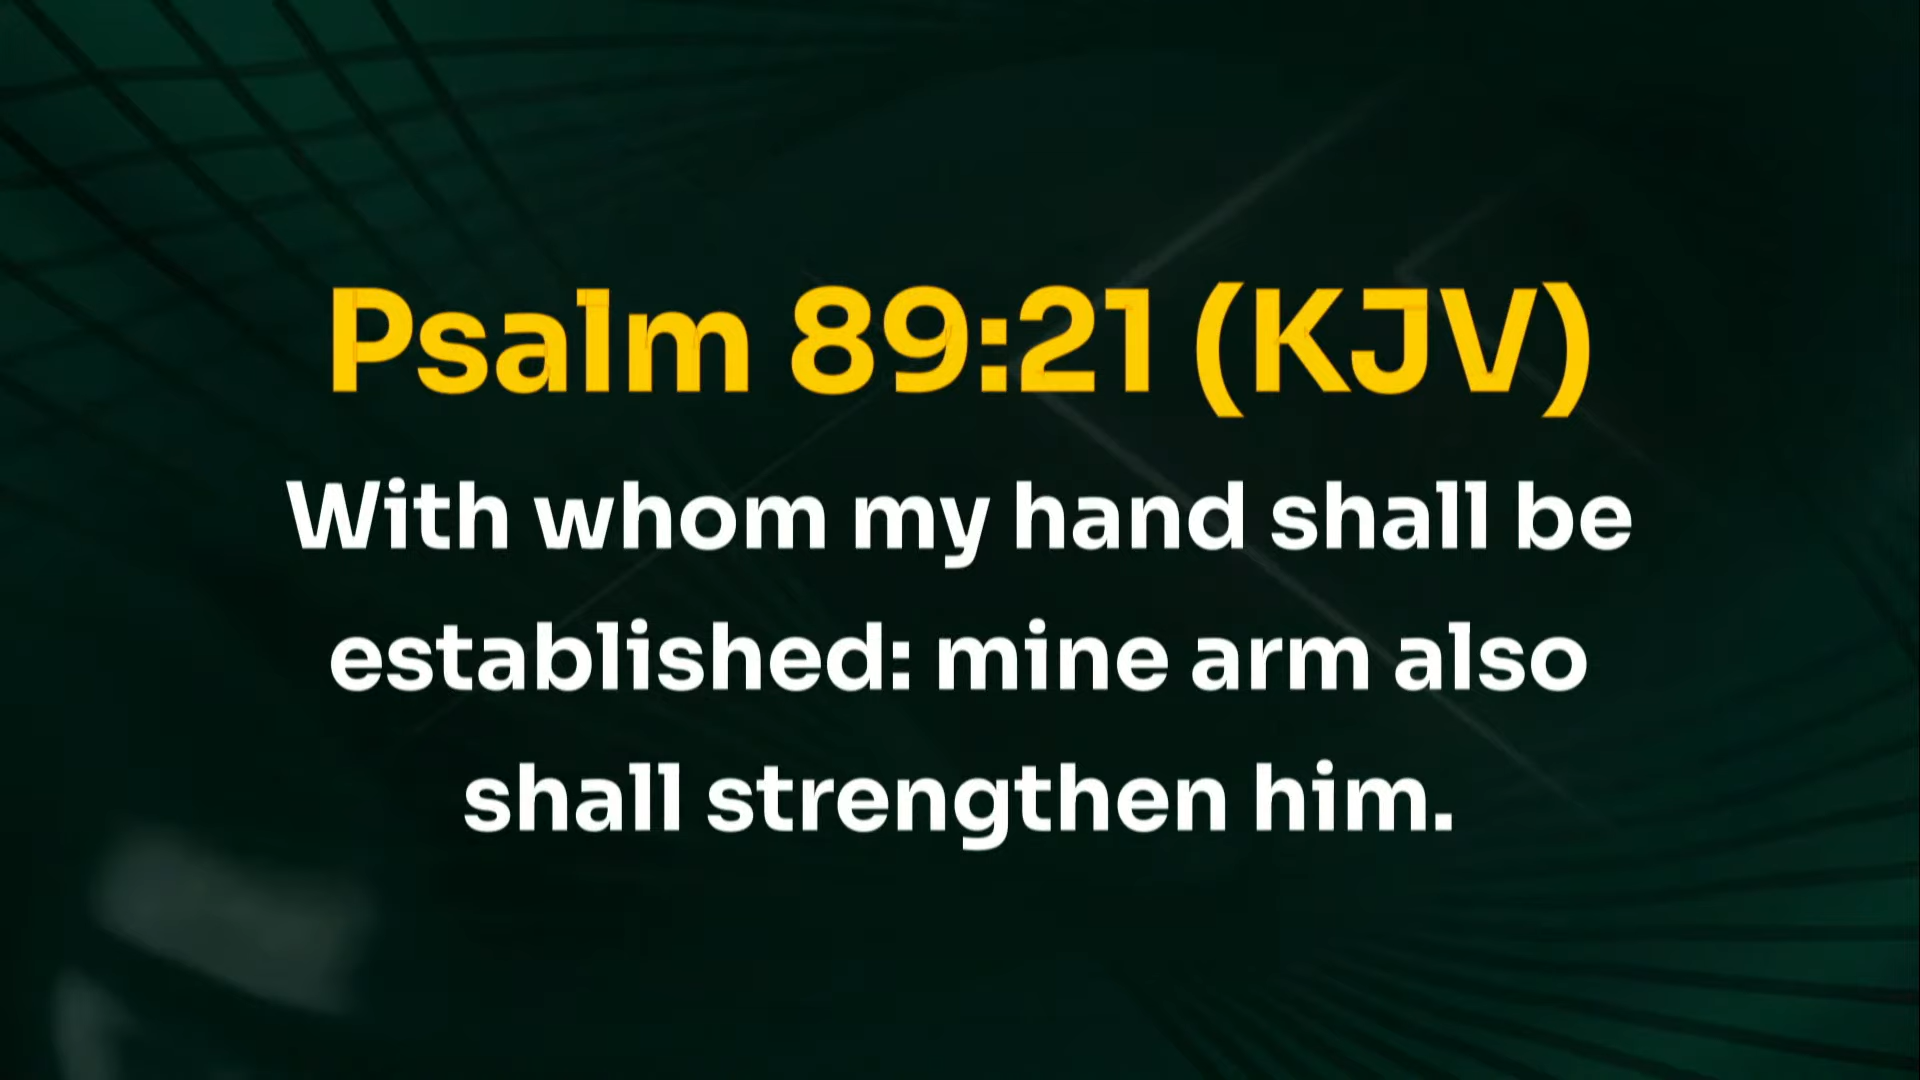 Psalm 89:21 (KJV)
With whom my hand shall be
established: mine arm also
shall strengthen him.